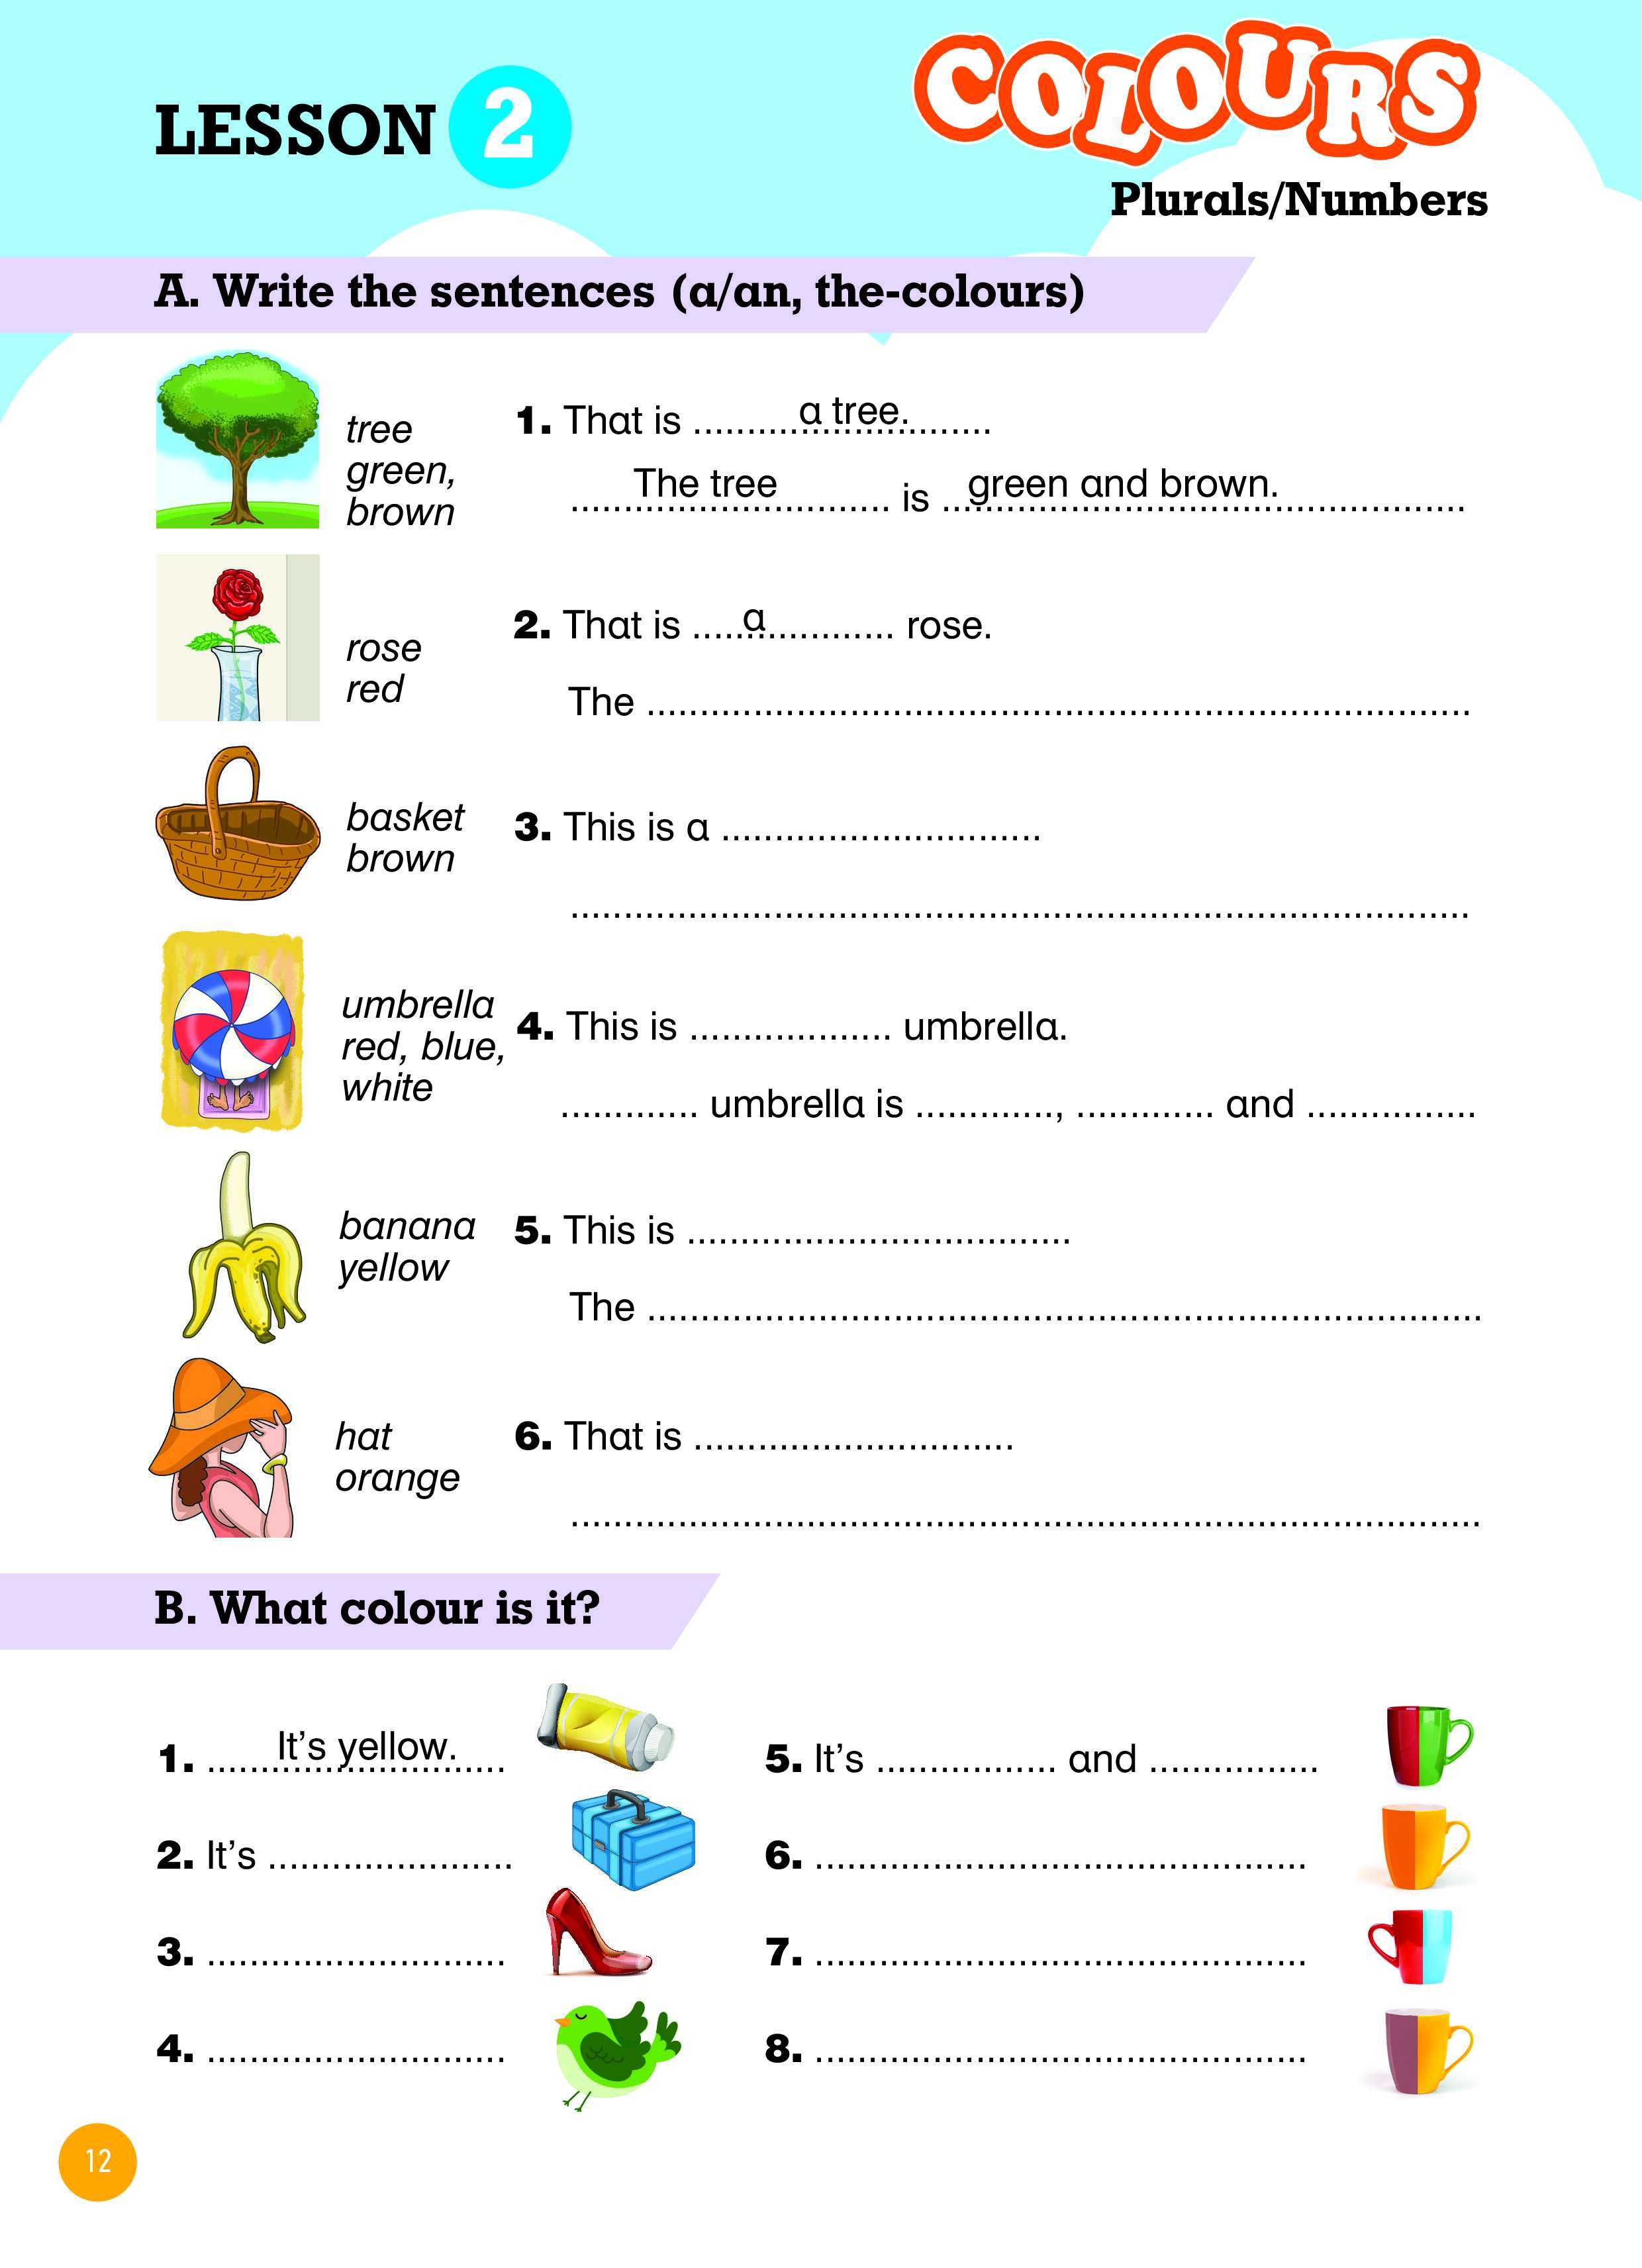 LESSON 2
COLOURS
Plurals/Numbers
A. Write the sentences (a/an, the-colours)
tree
green,
brown
1. That is ............................ a tree.
The tree .............................. is ................................................. green and brown.
rose
red
2. That is ......a............. rose.
The .............................................................................
basket
brown
3. This is a ..............................
....................................................................................
umbrella
red, blue,
white
4. This is ................... umbrella.
............. umbrella is ............., ............. and ................
banana
yellow
5. This is ....................................
The ..............................................................................
hat
orange
6. That is ..............................
.....................................................................................
B. What colour is it?
1. ............................ It's yellow.
2. It's .......................
3. ............................
4. ............................
5. It's ................. and ................
6. ..............................................
7. ..............................................
8. ..............................................
12